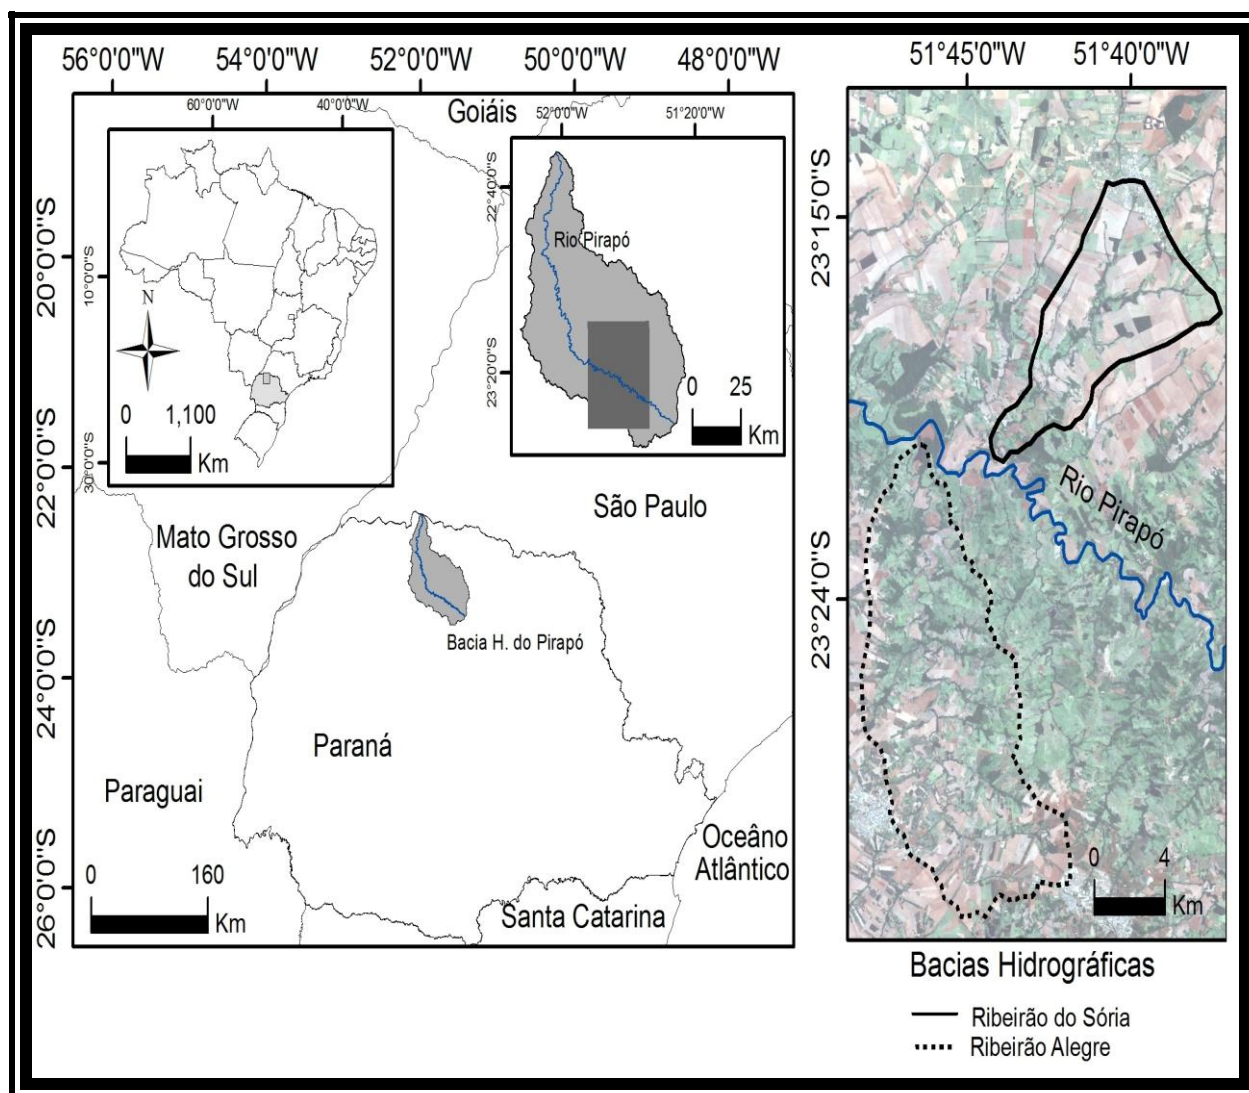 56°0'0"W 54°0'0"W 52°0'0"W 50°0'0"W 48°0'0"W
20°0'0"S
22°0'0"S
24°0'0"S
26°0'0"S
60°0'0"W 40°0'0"W
10°0'0"S
30°0'0"S
N
0 1,100
Km
Goiáis
52°0'0"W 51°20'0"W
22°40'0"S
23°20'0"S
Rio Pirapó
0 25
Km
Mato Grosso
do Sul
São Paulo
Bacia H. do Pirapó
Paraná
Paraguai
Oceâno
Atlântico
Santa Catarina
0 160
Km
51°45'0"W 51°40'0"W
23°15'0"S
23°24'0"S
Rio Pirapó
0 4
Km
Bacias Hidrográficas
Ribeirão do Sória
Ribeirão Alegre